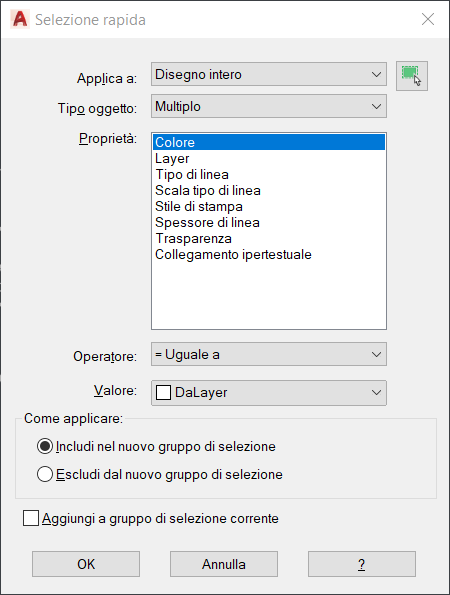 A Selezione rapida
Applica a: Disegno intero
Tipo oggetto: Multiplo
Proprietà: Colore
Layer
Tipo di linea
Scala tipo di linea
Stile di stampa
Spessore di linea
Trasparenza
Collegamento ipertestuale
Operatore: = Uguale a
Valore: DaLayer
Come applicare:
Includi nel nuovo gruppo di selezione
Escludi dal nuovo gruppo di selezione
Aggiungi a gruppo di selezione corrente
OK Annulla ?